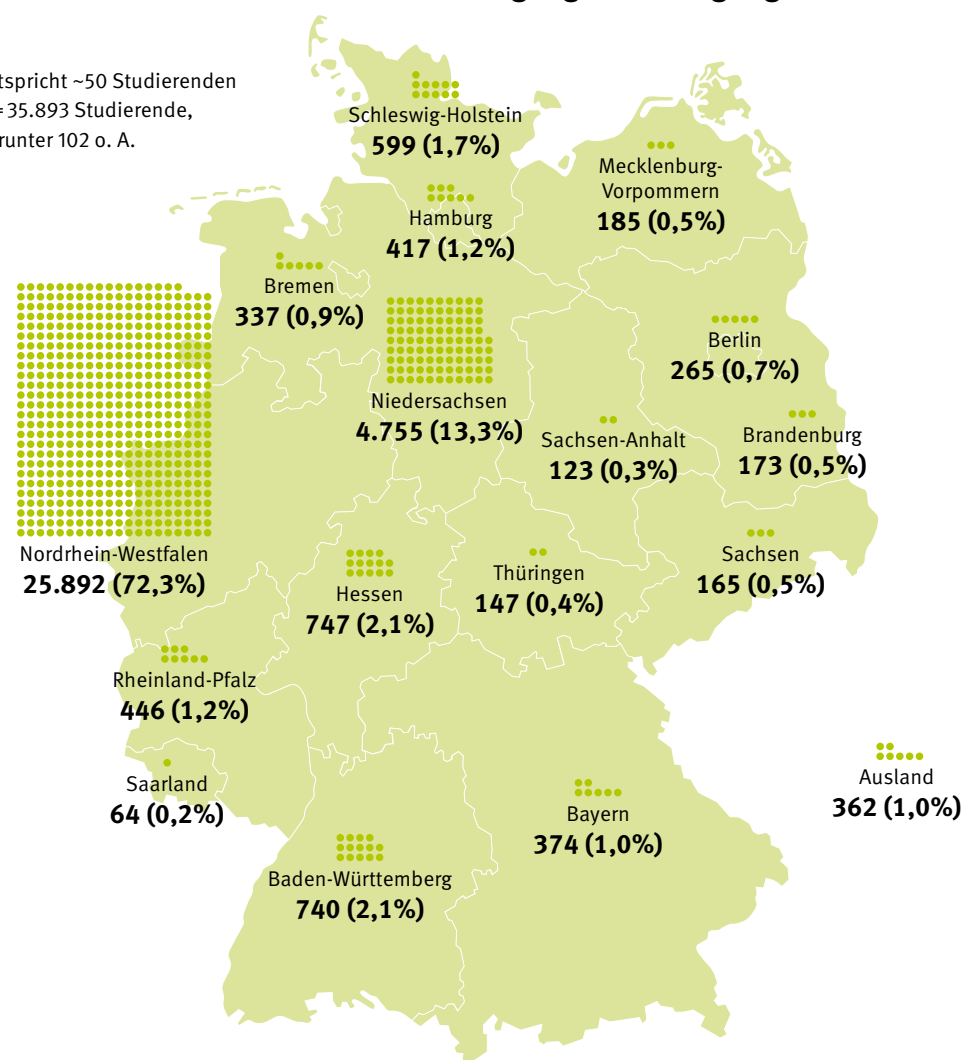 tspricht ~50 Studierenden
= 35.893 Studierende,
runter 102 o. A.
Schleswig-Holstein
599 (1,7%)
Mecklenburg-
Vorpommern
185 (0,5%)
Hamburg
417 (1,2%)
Bremen
337 (0,9%)
Berlin
265 (0,7%)
Niedersachsen
4.755 (13,3%)
Sachsen-Anhalt
123 (0,3%)
Brandenburg
173 (0,5%)
Nordrhein-Westfalen
25.892 (72,3%)
Hessen
747 (2,1%)
Thüringen
147 (0,4%)
Sachsen
165 (0,5%)
Rheinland-Pfalz
446 (1,2%)
Saarland
64 (0,2%)
Ausland
362 (1,0%)
Bayern
374 (1,0%)
Baden-Württemberg
740 (2,1%)